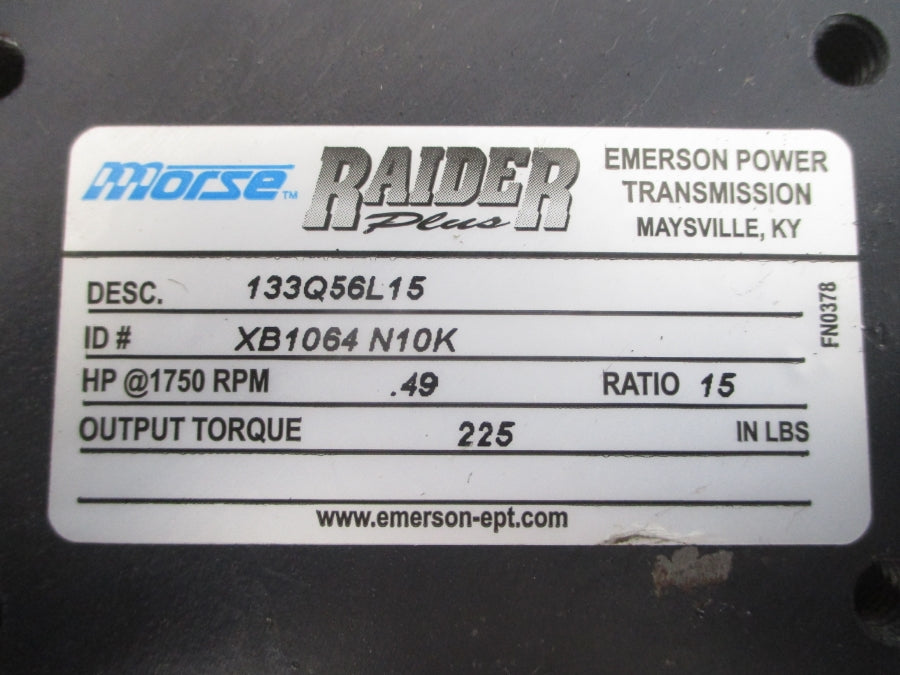 morse™ RAIDER Plus
EMERSON POWER
TRANSMISSION
MAYSVILLE, KY
DESC. 133Q56L15
ID # XB1064 N10K
HP @1750 RPM .49 RATIO 15
OUTPUT TORQUE 225 IN LBS
www.emerson-ept.com
FN0378